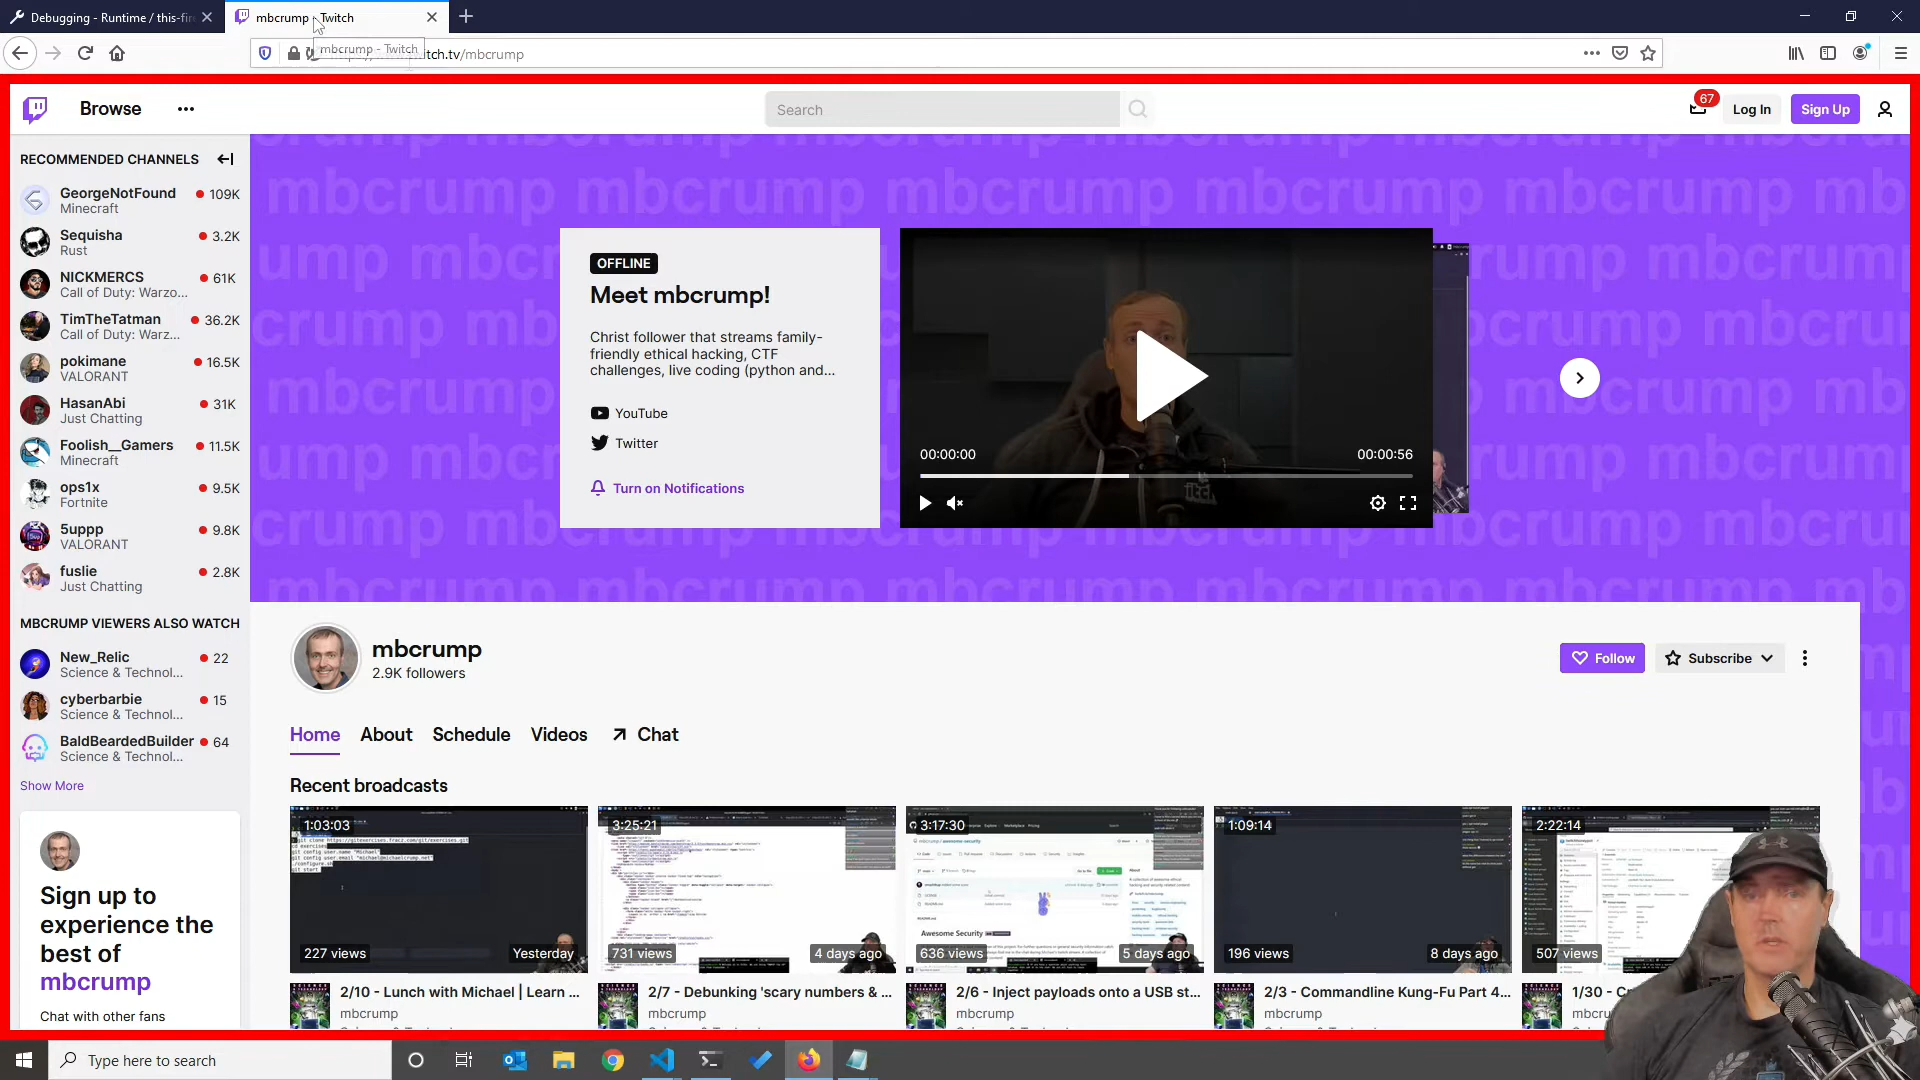 Debugging - Runtime / this-fire
mbcrump - Twitch
mbcrump - Twitch
itch.tv/mbcrump
Browse
Search
67
Log In
Sign Up
RECOMMENDED CHANNELS
GeorgeNotFound
109K
Minecraft
Sequisha
3.2K
Rust
NICKMERCS
61K
Call of Duty: Warzo...
TimTheTatman
36.2K
Call of Duty: Warz...
pokimane
16.5K
VALORANT
HasanAbi
31K
Just Chatting
Foolish__Gamers
11.5K
Minecraft
ops1x
9.5K
Fortnite
5uppp
9.8K
VALORANT
fuslie
2.8K
Just Chatting
MBCRUMP VIEWERS ALSO WATCH
New_Relic
22
Science & Technol...
cyberbarbie
15
Science & Technol...
BaldBeardedBuilder
64
Science & Technol...
Show More
Sign up to
experience the
best of
mbcrump
Chat with other fans
OFFLINE
Meet mbcrump!
Christ follower that streams family-
friendly ethical hacking, CTF
challenges, live coding (python and...
YouTube
Twitter
Turn on Notifications
00:00:00
00:00:56
mbcrump
2.9K followers
Follow
Subscribe
Home About Schedule Videos Chat
Recent broadcasts
1:03:03
227 views
Yesterday
2/10 - Lunch with Michael | Learn ...
mbcrump
3:25:21
731 views
4 days ago
2/7 - Debunking 'scary numbers & ...
mbcrump
3:17:30
Awesome Security
636 views
5 days ago
2/6 - Inject payloads onto a USB st...
mbcrump
1:09:14
196 views
8 days ago
2/3 - Commandline Kung-Fu Part 4...
mbcrump
2:22:14
507 views
1/30 - Cr
mbcru
Type here to search